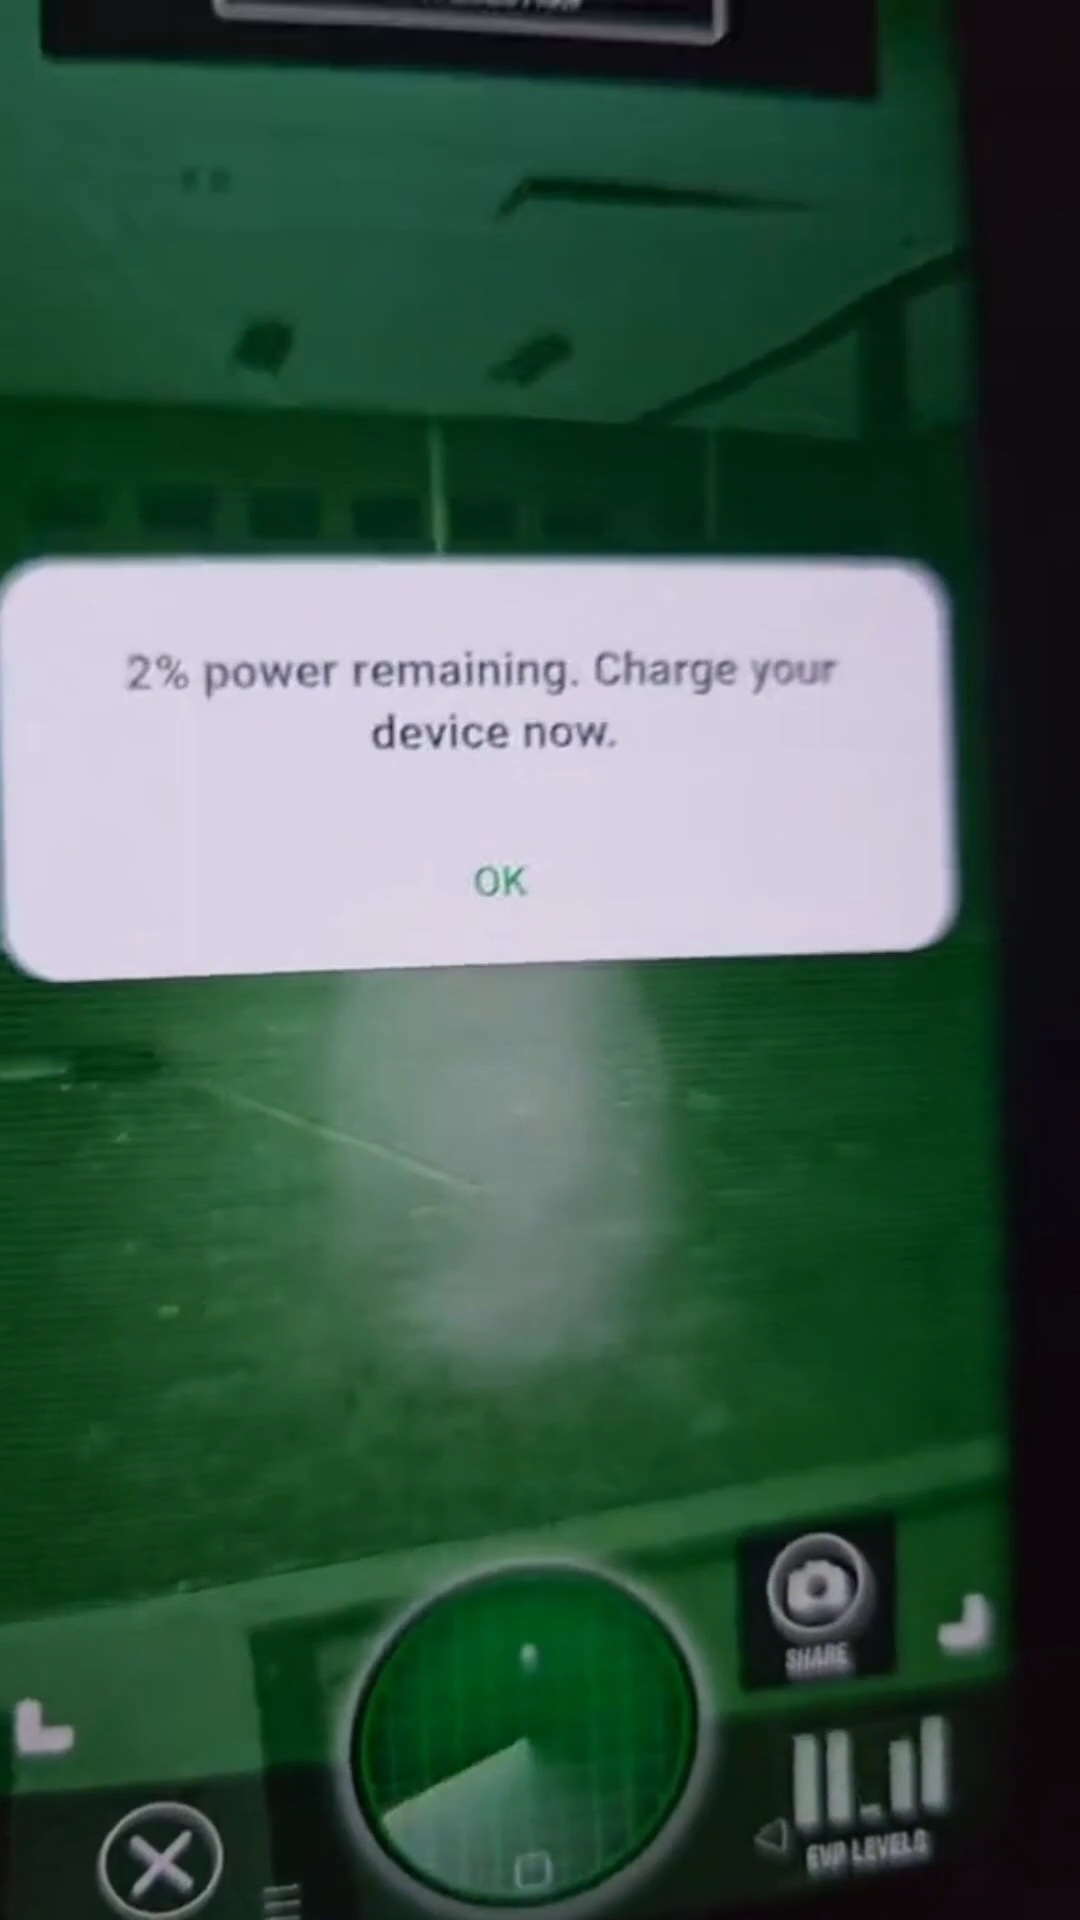 2% power remaining. Charge your
device now.
OK
SHARE
EVP LEVELS